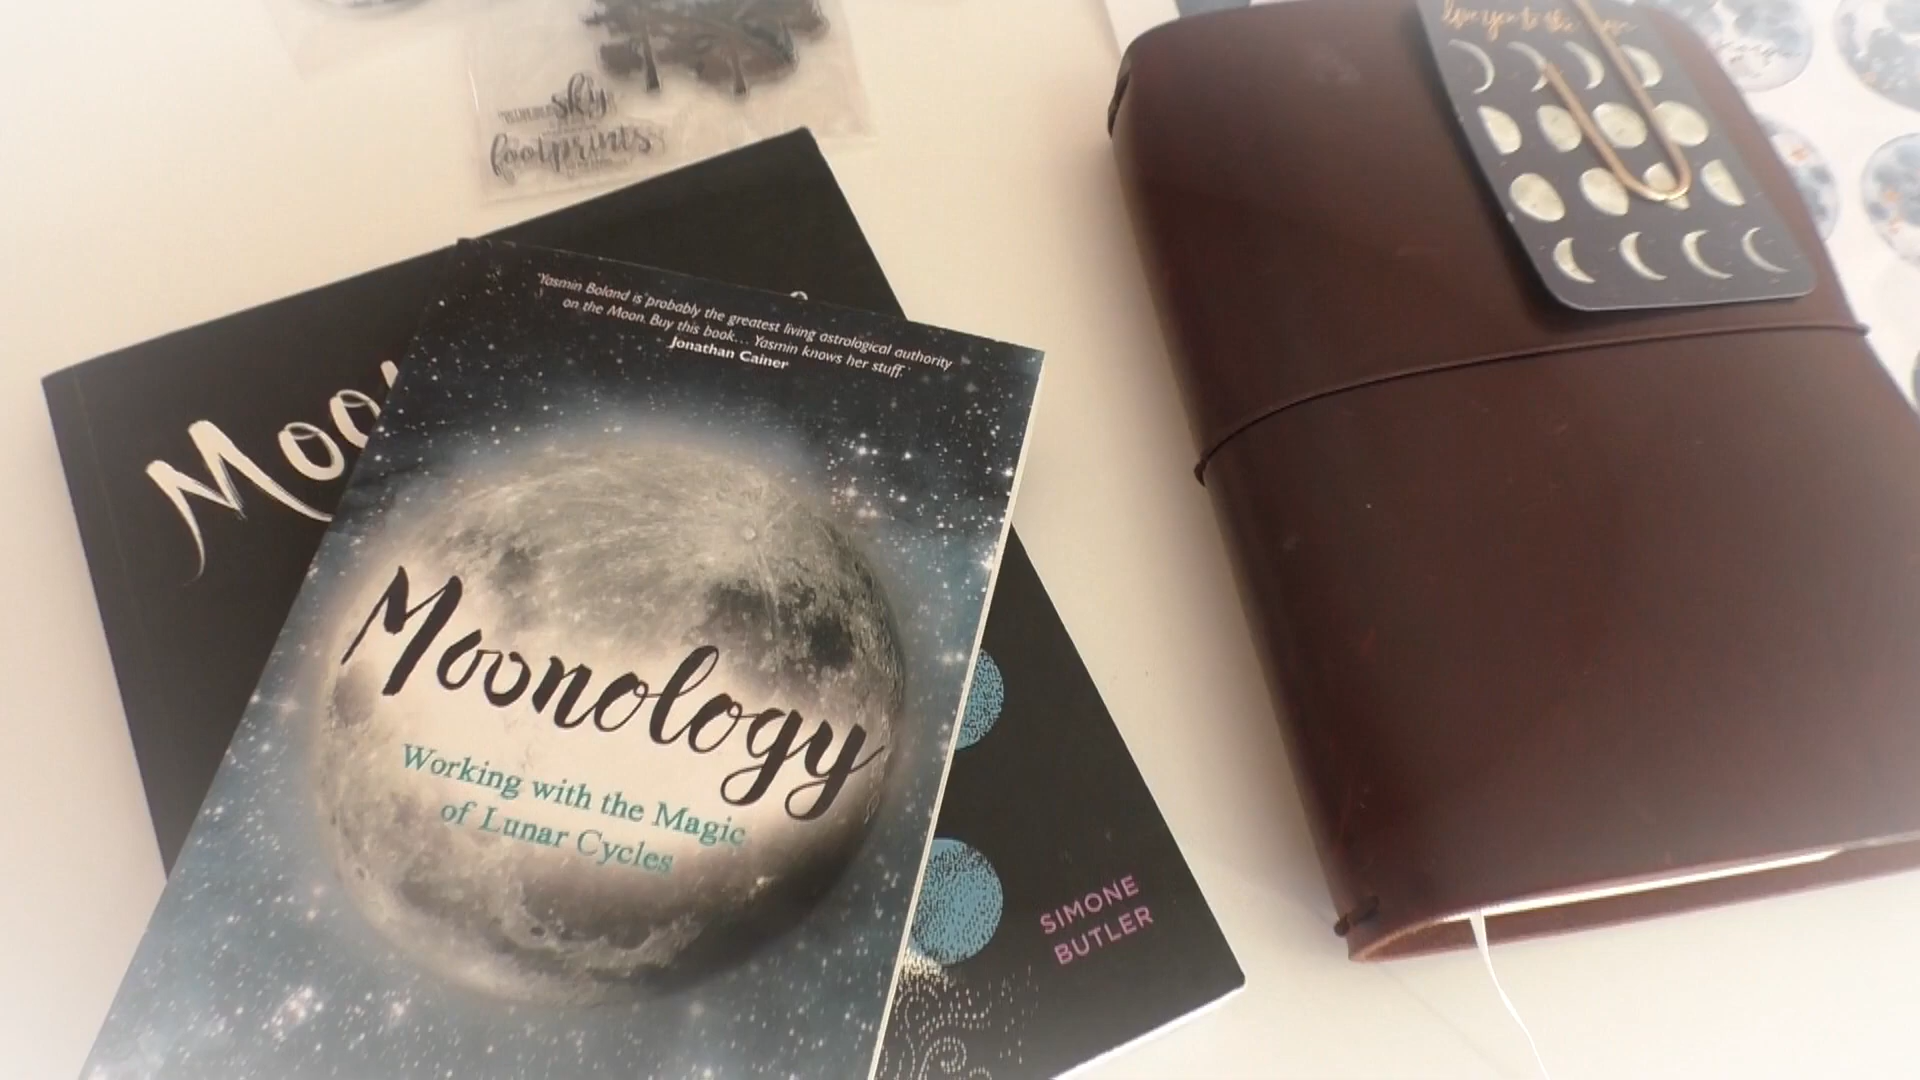 sky
footprints
Moo
'Yasmin Boland is probably the greatest living astrological authority
on the Moon. Buy this book... Yasmin knows her stuff.'
Jonathan Cainer
Moonology
Working with the Magic
of Lunar Cycles
SIMONE
BUTLER